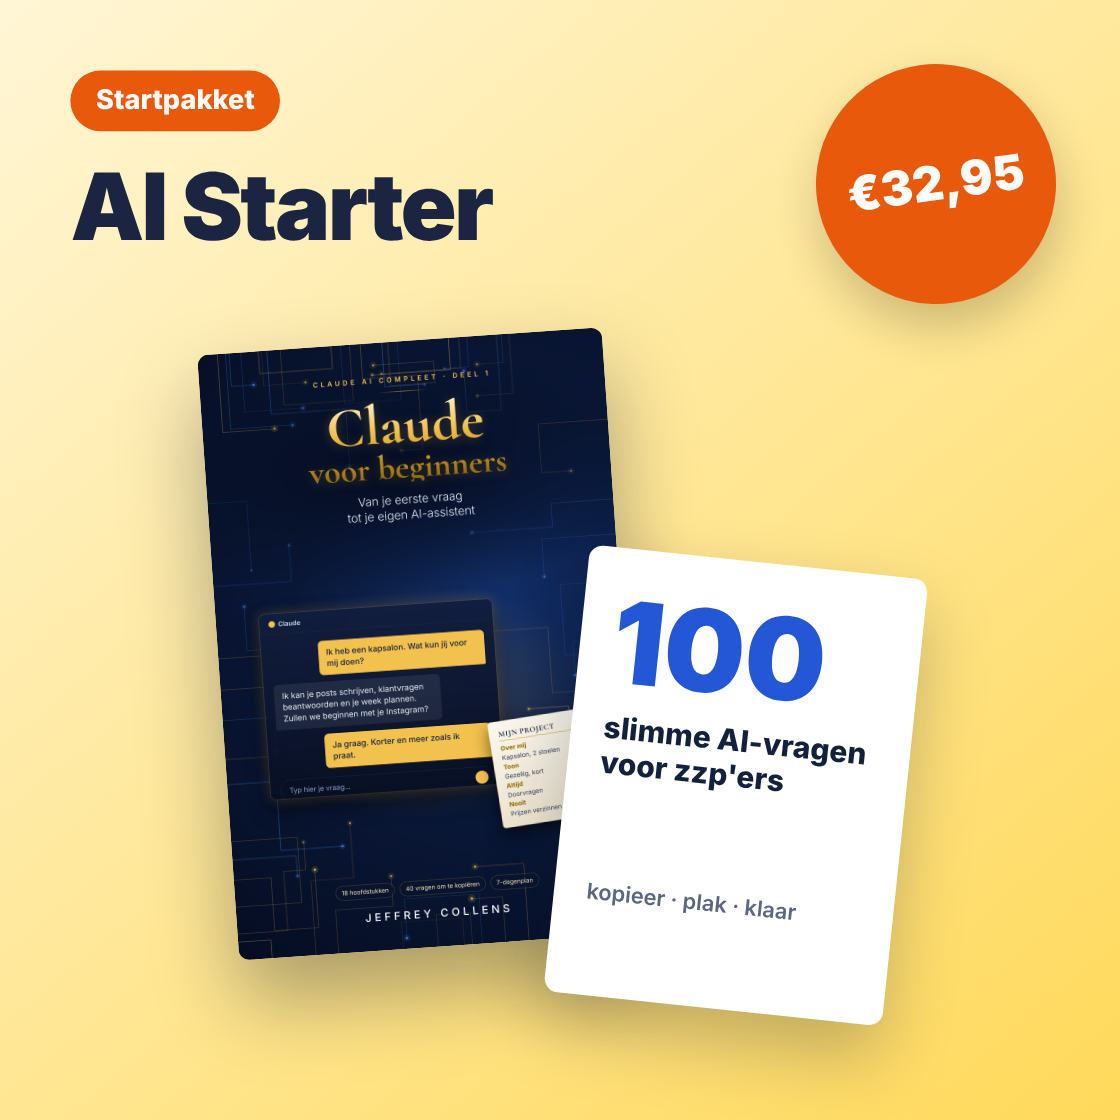 Startpakket
AI Starter
€32,95
CLAUDE AI COMPLEET · DEEL 1
Claude
voor beginners
Van je eerste vraag
tot je eigen AI-assistent
Claude
Ik heb een kapsalon. Wat kun jij voor
mij doen?
Ik kan je posts schrijven, klantvragen
beantwoorden en je week plannen.
Zullen we beginnen met je Instagram?
Ja graag. Korter en meer zoals ik
praat.
Typ hier je vraag...
MIJN PROJECT
Over mij
Kapsalon, 2 stoelen
Toon
Gezellig, kort
Altijd
Doorvragen
Nooit
Prijzen verzinnen
18 hoofdstukken
40 vragen om te kopiëren
7-dagenplan
JEFFREY COLLENS
100
slimme AI-vragen
voor zzp'ers
kopieer · plak · klaar